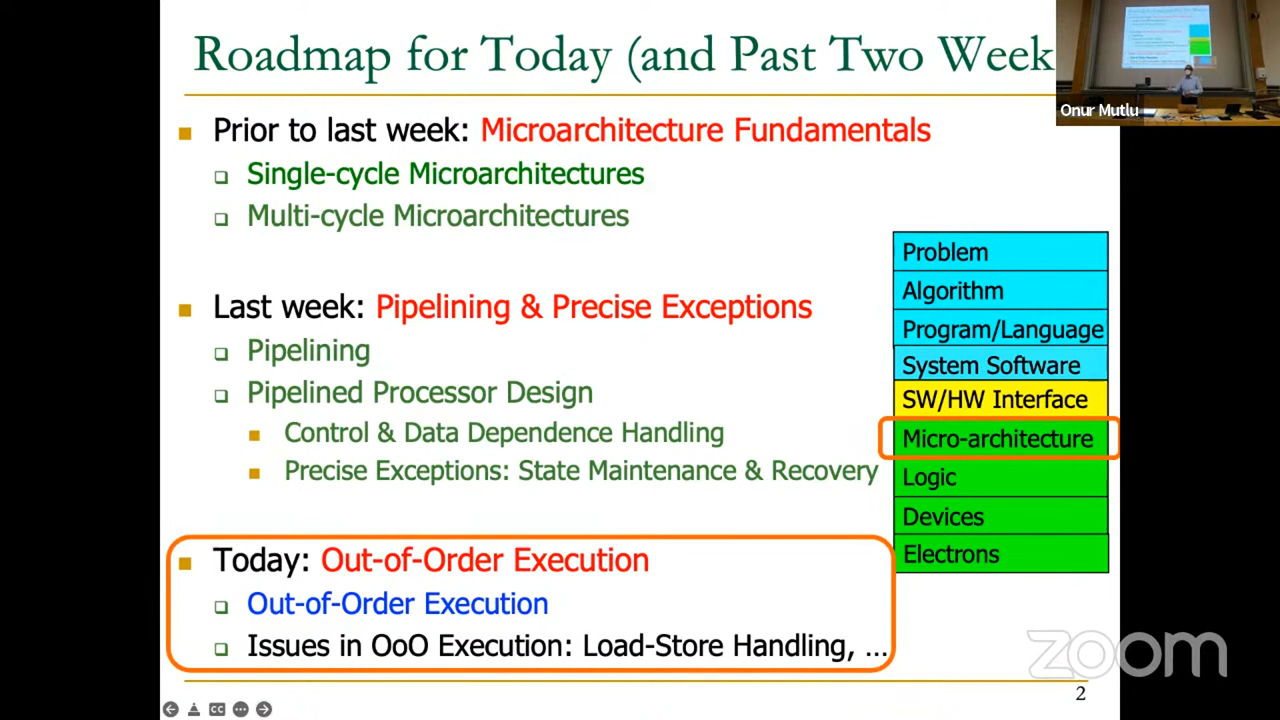 Roadmap for Today (and Past Two Week
Onur Mutlu
Prior to last week: Microarchitecture Fundamentals
Single-cycle Microarchitectures
Multi-cycle Microarchitectures
Last week: Pipelining & Precise Exceptions
Pipelining
Pipelined Processor Design
Control & Data Dependence Handling
Precise Exceptions: State Maintenance & Recovery
Today: Out-of-Order Execution
Out-of-Order Execution
Issues in OoO Execution: Load-Store Handling, ...
Problem
Algorithm
Program/Language
System Software
SW/HW Interface
Micro-architecture
Logic
Devices
Electrons
zoom
2
CC